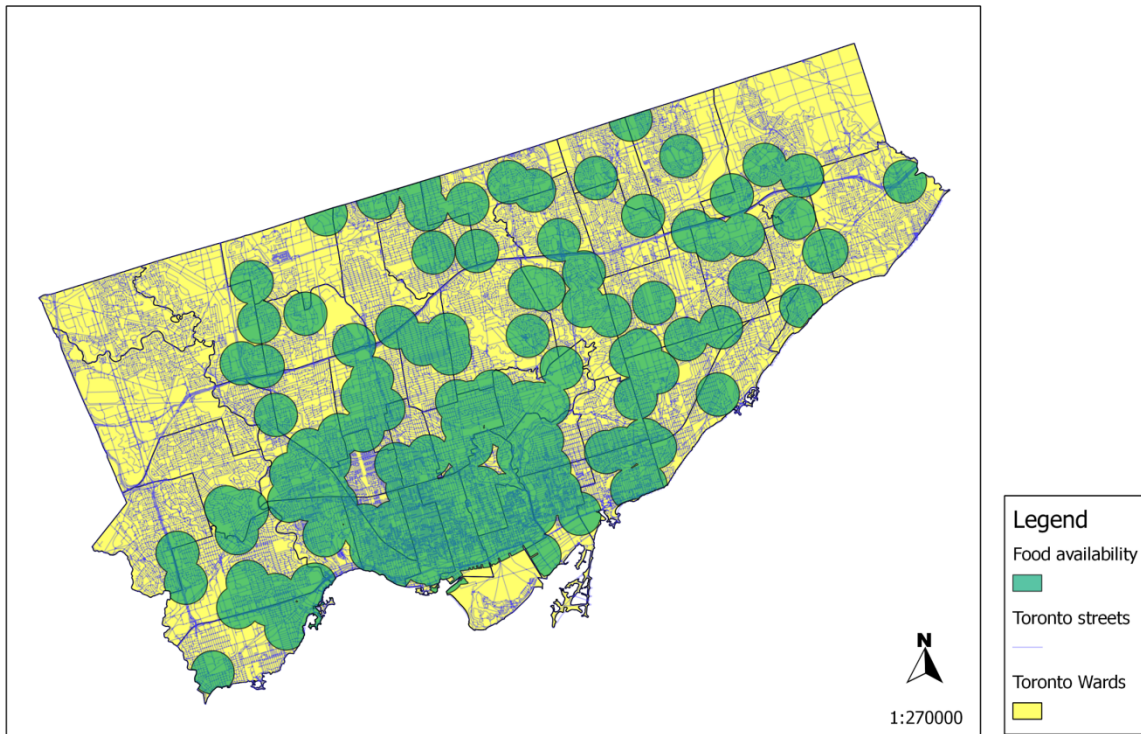 N
1:270000
Legend
Food availability
Toronto streets
Toronto Wards